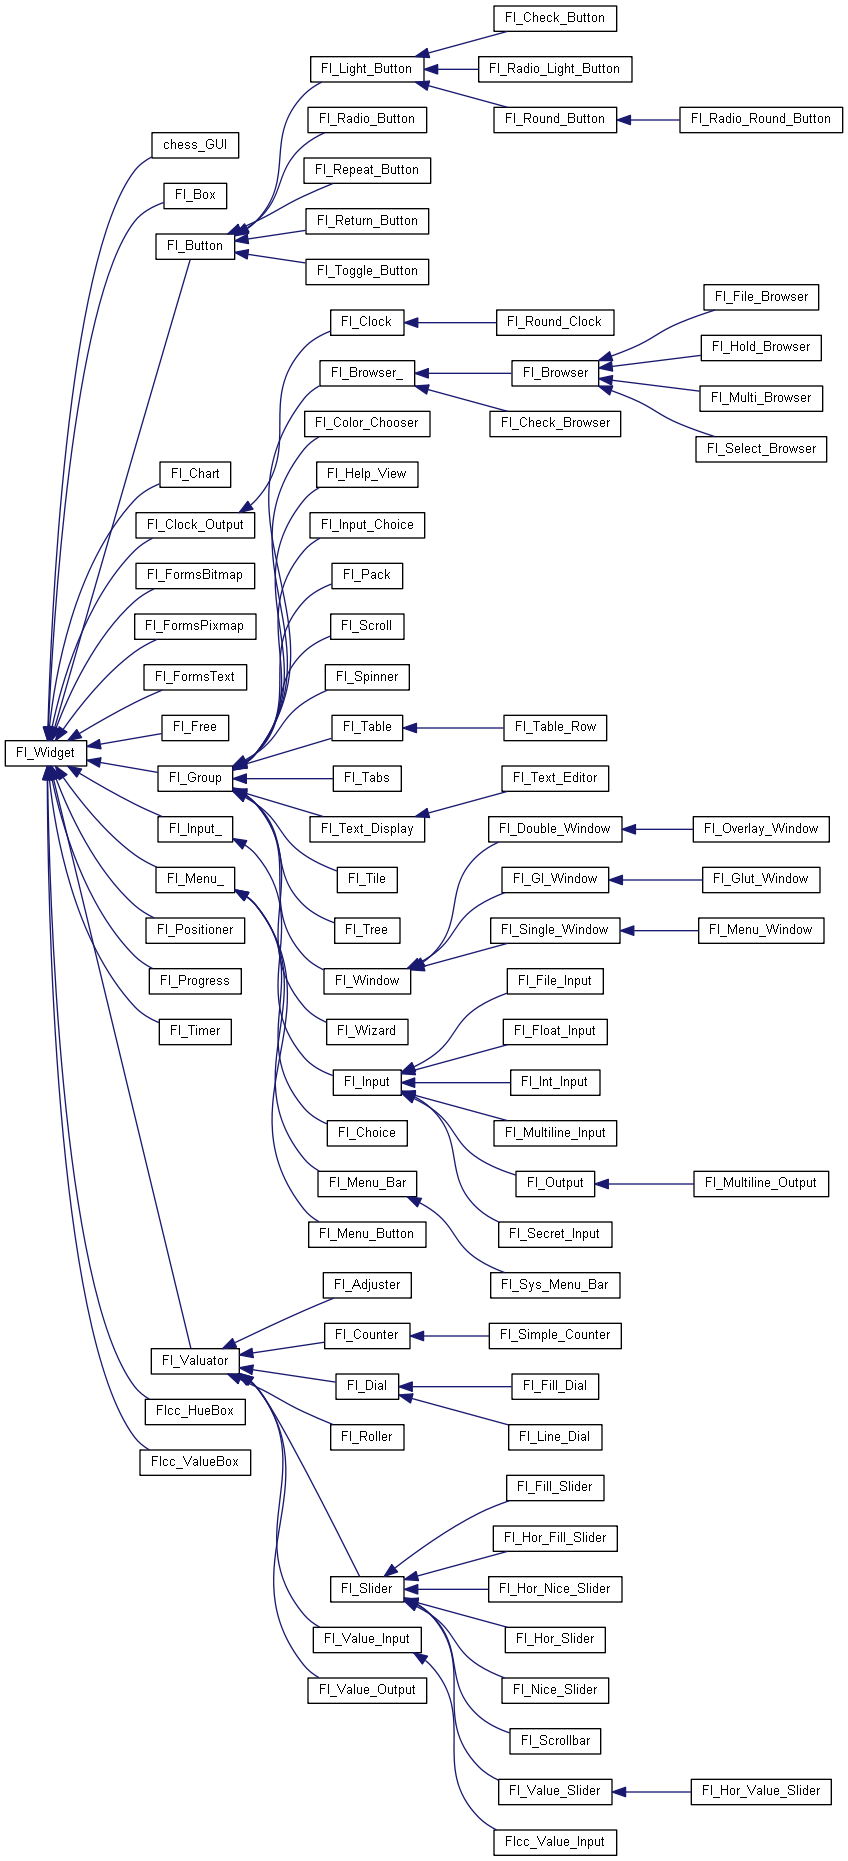 Fl_Check_Button
Fl_Light_Button
Fl_Radio_Light_Button
Fl_Radio_Button
Fl_Round_Button
Fl_Radio_Round_Button
chess_GUI
Fl_Repeat_Button
Fl_Box
Fl_Return_Button
Fl_Button
Fl_Toggle_Button
Fl_File_Browser
Fl_Clock
Fl_Round_Clock
Fl_Hold_Browser
Fl_Browser_
Fl_Browser
Fl_Multi_Browser
Fl_Color_Chooser
Fl_Check_Browser
Fl_Select_Browser
Fl_Chart
Fl_Help_View
Fl_Clock_Output
Fl_Input_Choice
Fl_FormsBitmap
Fl_Pack
Fl_FormsPixmap
Fl_Scroll
Fl_FormsText
Fl_Spinner
Fl_Free
Fl_Table
Fl_Table_Row
Fl_Widget
Fl_Group
Fl_Tabs
Fl_Text_Editor
Fl_Input_
Fl_Text_Display
Fl_Double_Window
Fl_Overlay_Window
Fl_Menu_
Fl_Tile
Fl_Gl_Window
Fl_Glut_Window
Fl_Positioner
Fl_Tree
Fl_Single_Window
Fl_Menu_Window
Fl_Progress
Fl_Window
Fl_File_Input
Fl_Timer
Fl_Wizard
Fl_Float_Input
Fl_Input
Fl_Int_Input
Fl_Choice
Fl_Multiline_Input
Fl_Menu_Bar
Fl_Output
Fl_Multiline_Output
Fl_Menu_Button
Fl_Secret_Input
Fl_Adjuster
Fl_Sys_Menu_Bar
Fl_Counter
Fl_Simple_Counter
Fl_Valuator
Fl_Dial
Fl_Fill_Dial
Flcc_HueBox
Fl_Roller
Fl_Line_Dial
Flcc_ValueBox
Fl_Fill_Slider
Fl_Hor_Fill_Slider
Fl_Slider
Fl_Hor_Nice_Slider
Fl_Value_Input
Fl_Hor_Slider
Fl_Value_Output
Fl_Nice_Slider
Fl_Scrollbar
Fl_Value_Slider
Fl_Hor_Value_Slider
Flcc_Value_Input